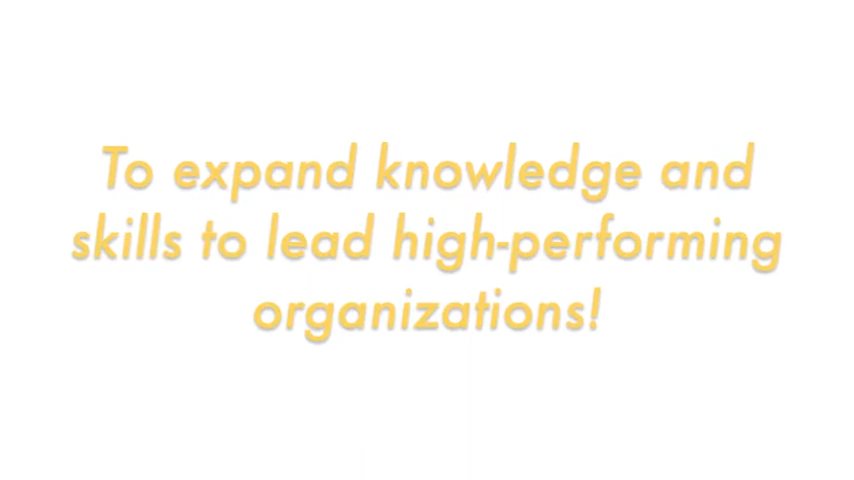 To expand knowledge and
skills to lead high-performing
organizations!